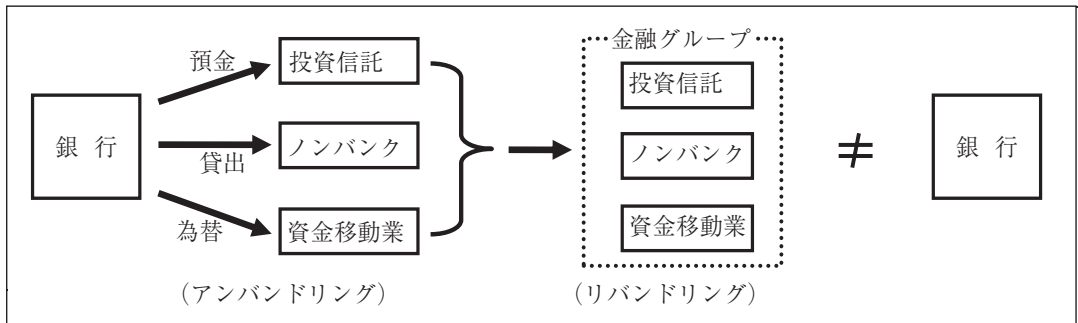 銀行
預金
貸出
為替
投資信託
ノンバンク
資金移動業
(アンバンドリング)
金融グループ
投資信託
ノンバンク
資金移動業
(リバンドリング)
≠
銀行